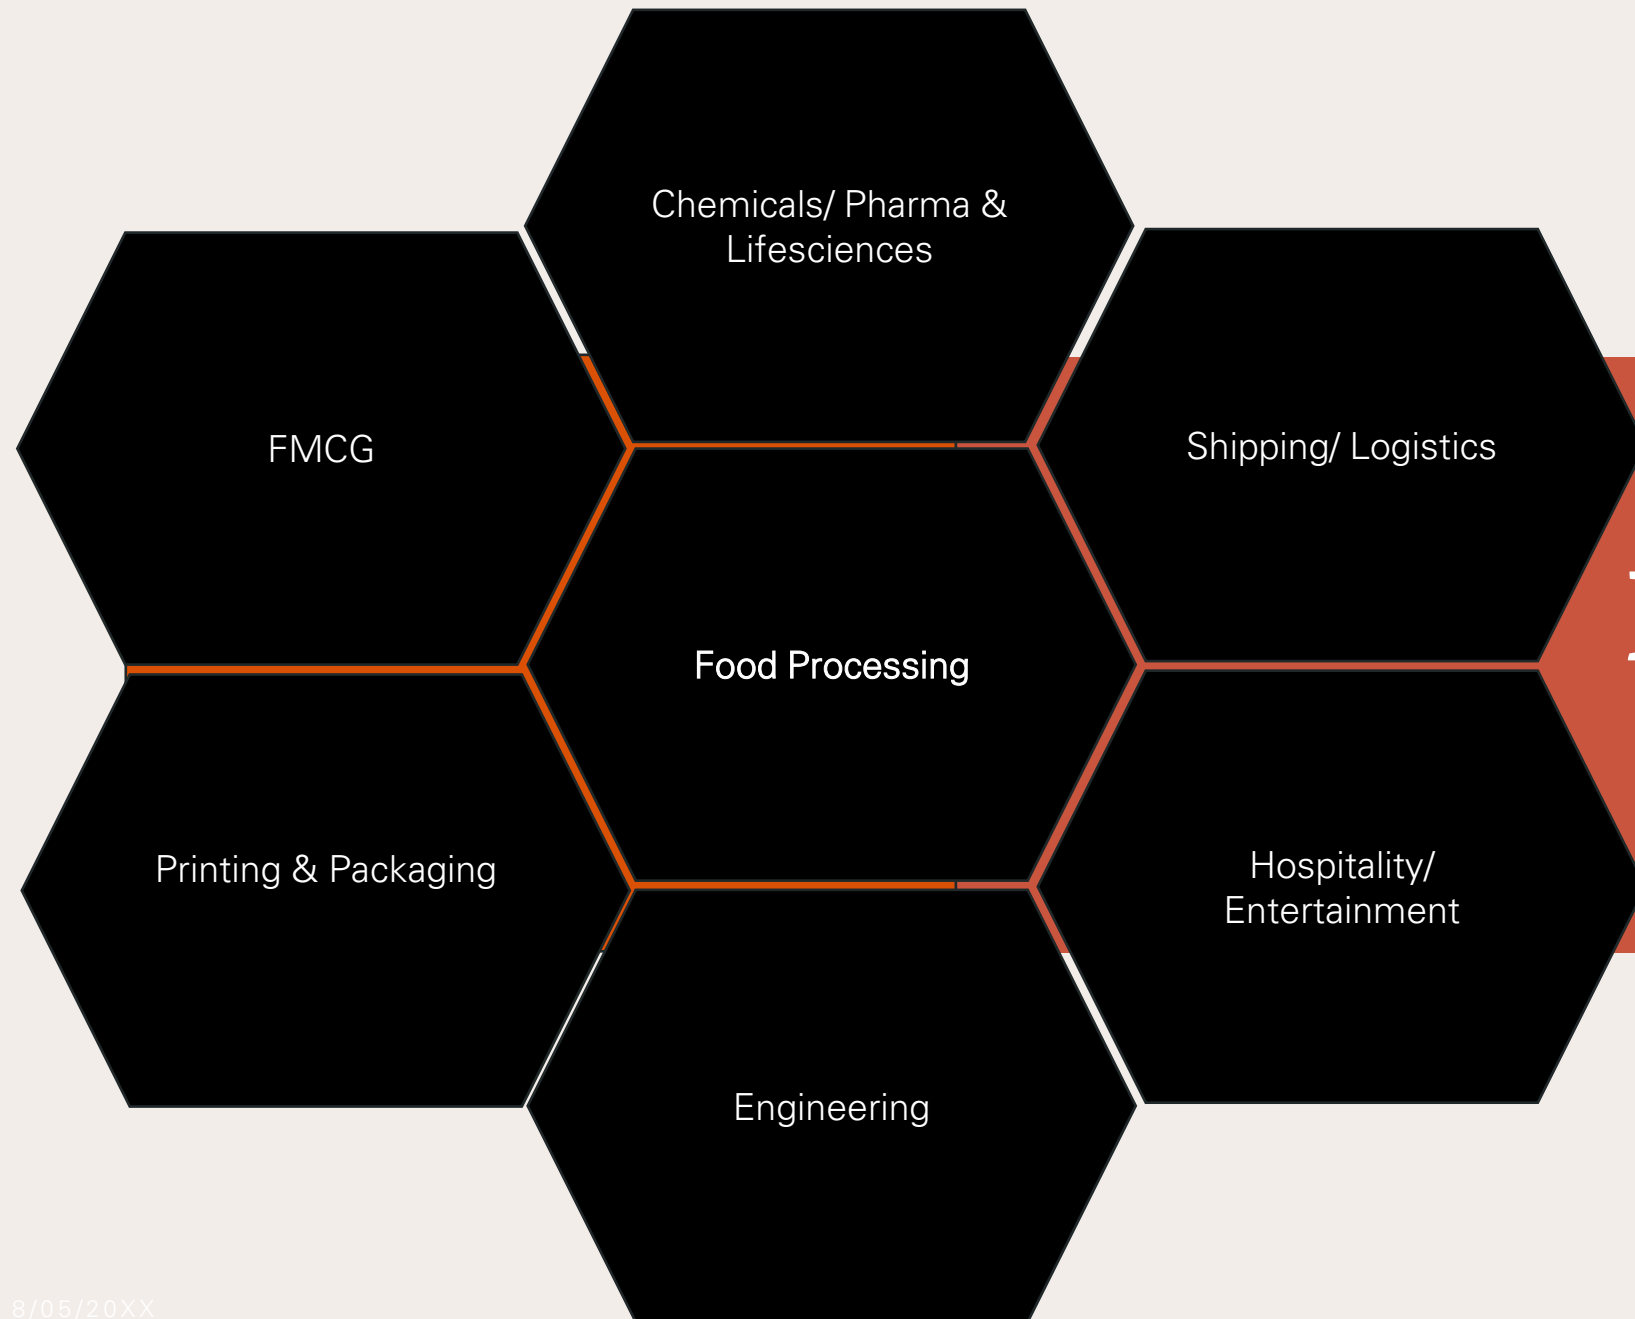 Chemicals/ Pharma &
Lifesciences
FMCG
Shipping/ Logistics
Food Processing
Printing & Packaging
Hospitality/
Entertainment
Engineering
8/05/20XX